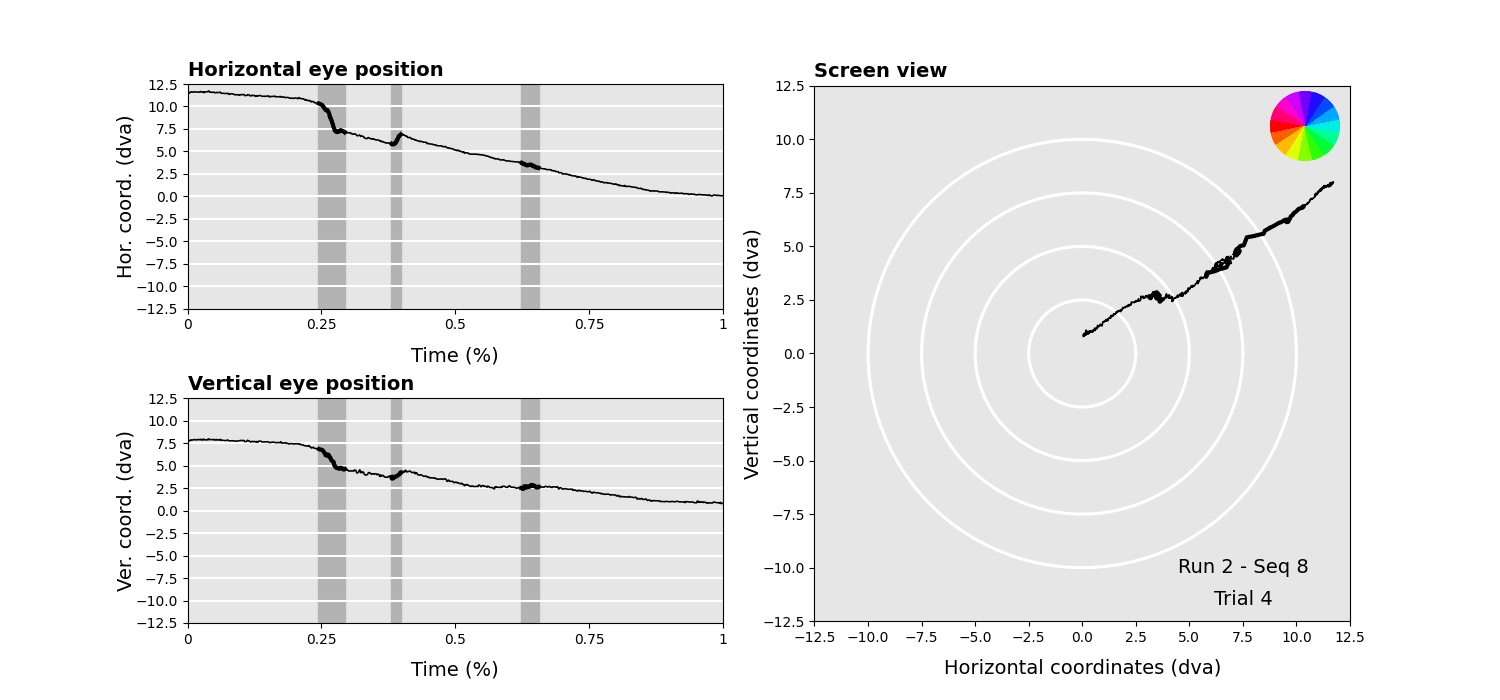 Horizontal eye position
Hor. coord. (dva)
12.5
10.0
7.5
5.0
2.5
0.0
−2.5
−5.0
−7.5
−10.0
−12.5
0 0.25 0.5 0.75 1
Time (%)
Vertical eye position
Ver. coord. (dva)
12.5
10.0
7.5
5.0
2.5
0.0
−2.5
−5.0
−7.5
−10.0
−12.5
0 0.25 0.5 0.75 1
Time (%)
Screen view
Vertical coordinates (dva)
12.5
10.0
7.5
5.0
2.5
0.0
−2.5
−5.0
−7.5
−10.0
−12.5
Run 2 - Seq 8
Trial 4
−12.5 −10.0 −7.5 −5.0 −2.5 0.0 2.5 5.0 7.5 10.0 12.5
Horizontal coordinates (dva)